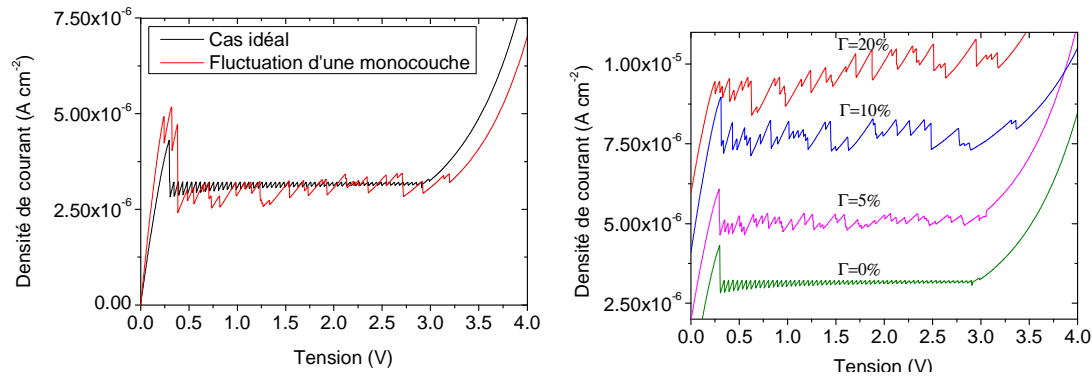 7.50x10⁻⁶
5.00x10⁻⁶
2.50x10⁻⁶
0.00
Densité de courant (A cm⁻²)
Cas idéal
Fluctuation d'une monocouche
0.0 0.5 1.0 1.5 2.0 2.5 3.0 3.5 4.0
Tension (V)
1.00x10⁻⁵
7.50x10⁻⁶
5.00x10⁻⁶
2.50x10⁻⁶
Densité de courant (A cm⁻²)
Γ=20%
Γ=10%
Γ=5%
Γ=0%
0.0 0.5 1.0 1.5 2.0 2.5 3.0 3.5 4.0
Tension (V)